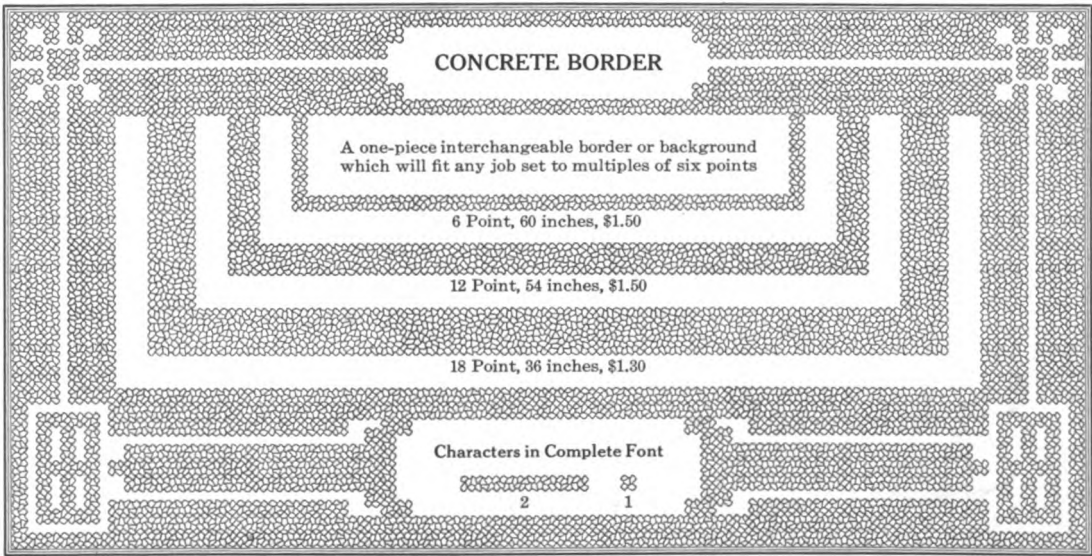 CONCRETE BORDER
A one-piece interchangeable border or background
which will fit any job set to multiples of six points
6 Point, 60 inches, $1.50
12 Point, 54 inches, $1.50
18 Point, 36 inches, $1.30
Characters in Complete Font
2 1